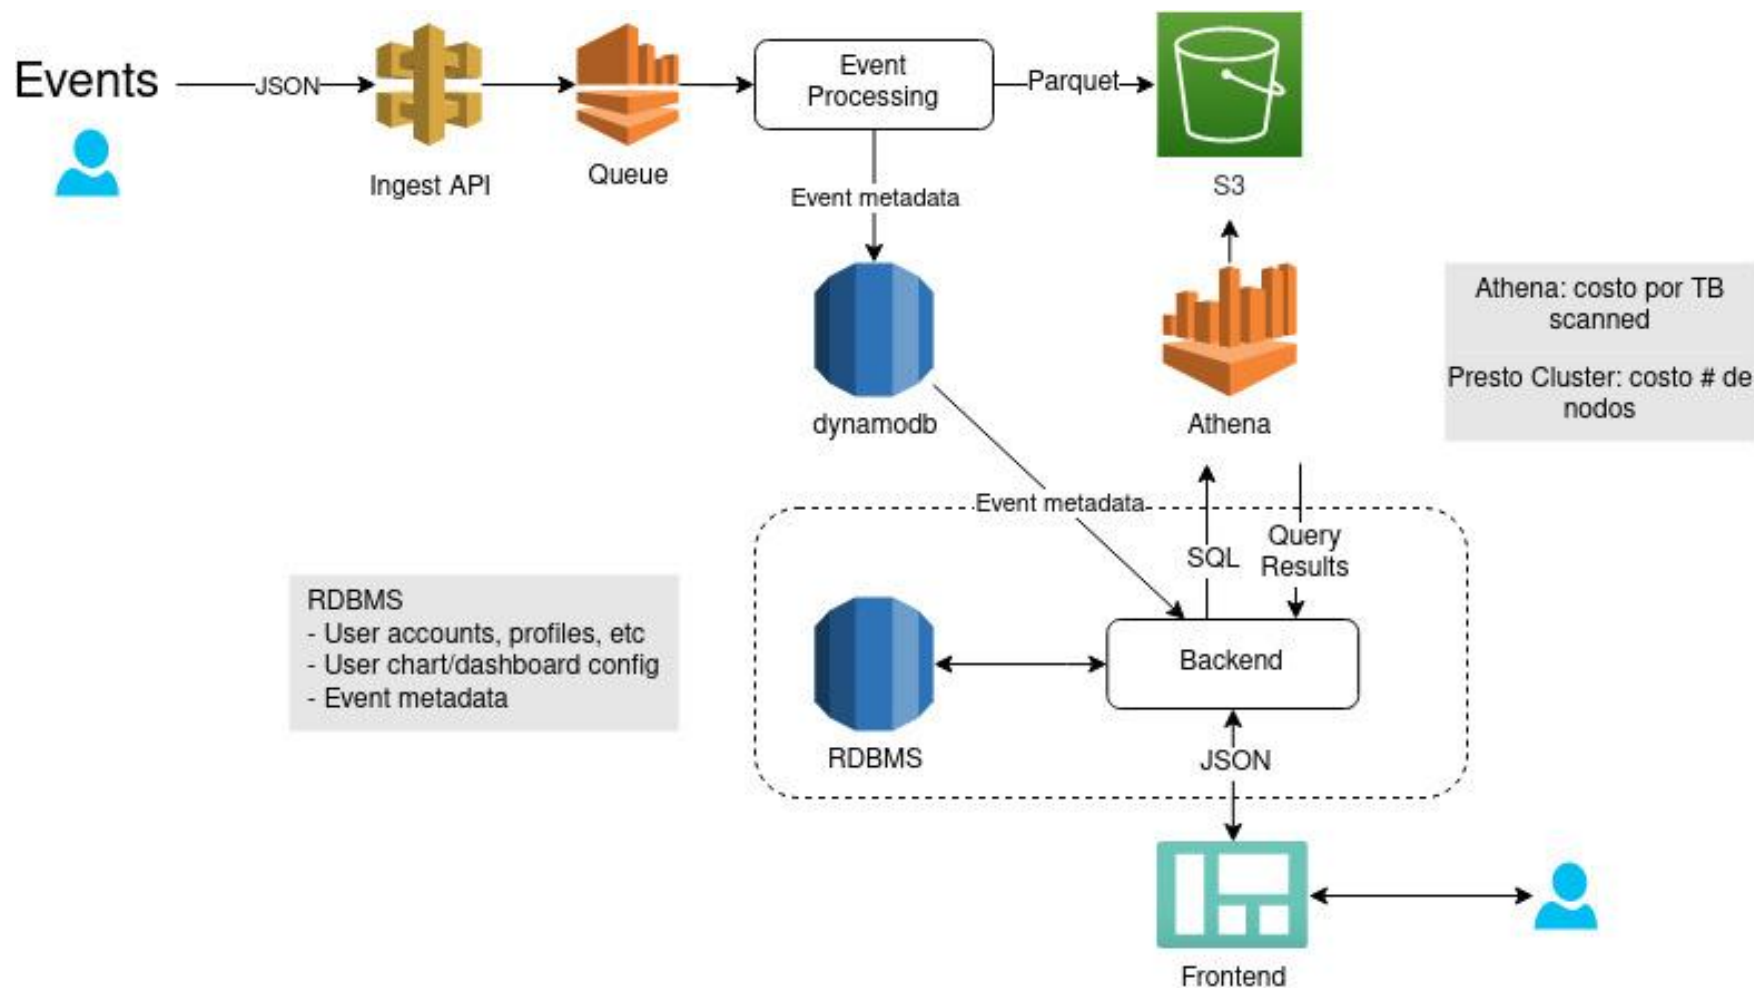 Events
JSON
Ingest API
Queue
Event
Processing
Parquet
S3
Event metadata
dynamodb
Athena
Athena: costo por TB
scanned
Presto Cluster: costo # de
nodos
Event metadata
SQL
Query
Results
RDBMS
- User accounts, profiles, etc
- User chart/dashboard config
- Event metadata
RDBMS
Backend
JSON
Frontend